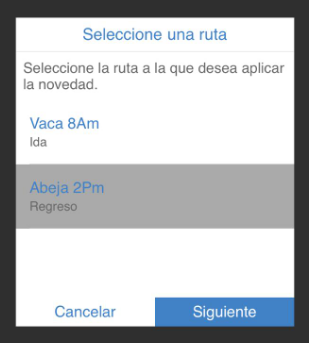 Seleccione una ruta
Seleccione la ruta a la que desea aplicar
la novedad.
Vaca 8Am
Ida
Abeja 2Pm
Regreso
Cancelar
Siguiente